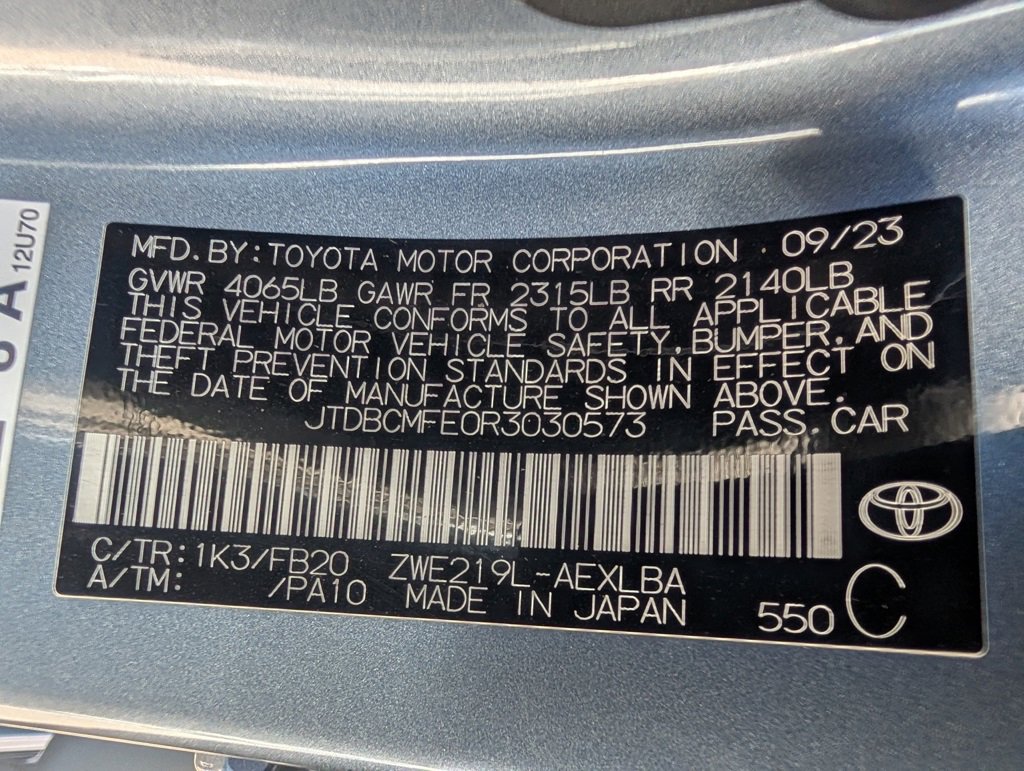 MFD.BY:TOYOTA MOTOR CORPORATION 09/23
GVWR 4065LB GAWR FR 2315LB RR 2140LB
THIS VEHICLE CONFORMS TO ALL APPLICABLE
FEDERAL MOTOR VEHICLE SAFETY,BUMPER,AND
THEFT PREVENTION STANDARDS IN EFFECT ON
THE DATE OF MANUFACTURE SHOWN ABOVE.
JTDBCMFE0R3030573 PASS.CAR
C/TR:1K3/FB20 ZWE219L-AEXLBA
A/TM: /PA10 MADE IN JAPAN
550 C
12U70
A